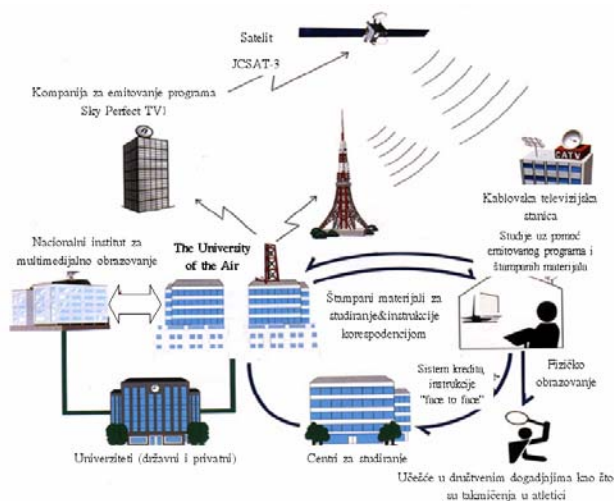 Satelit
JCSAT-3
Kompanija za emitovanje programa
Sky Perfect TV!
CATV
Kablovska televizijska
stanica
Nacionalni institut za
multimedijalno obrazovanje
The University
of the Air
Studije uz pomoć
emitovanog programa i
štampanih materijala
Štampani materijali za
studiranje&instrukcije
korespodencijom
Sistem kredita,
instrukcije
"face to face"
Fizičko
obrazovanje
Univerziteti (državni i privatni)
Centri za studiranje
Učešće u društvenim dogadjajima kao što
su takmičenja u atletici